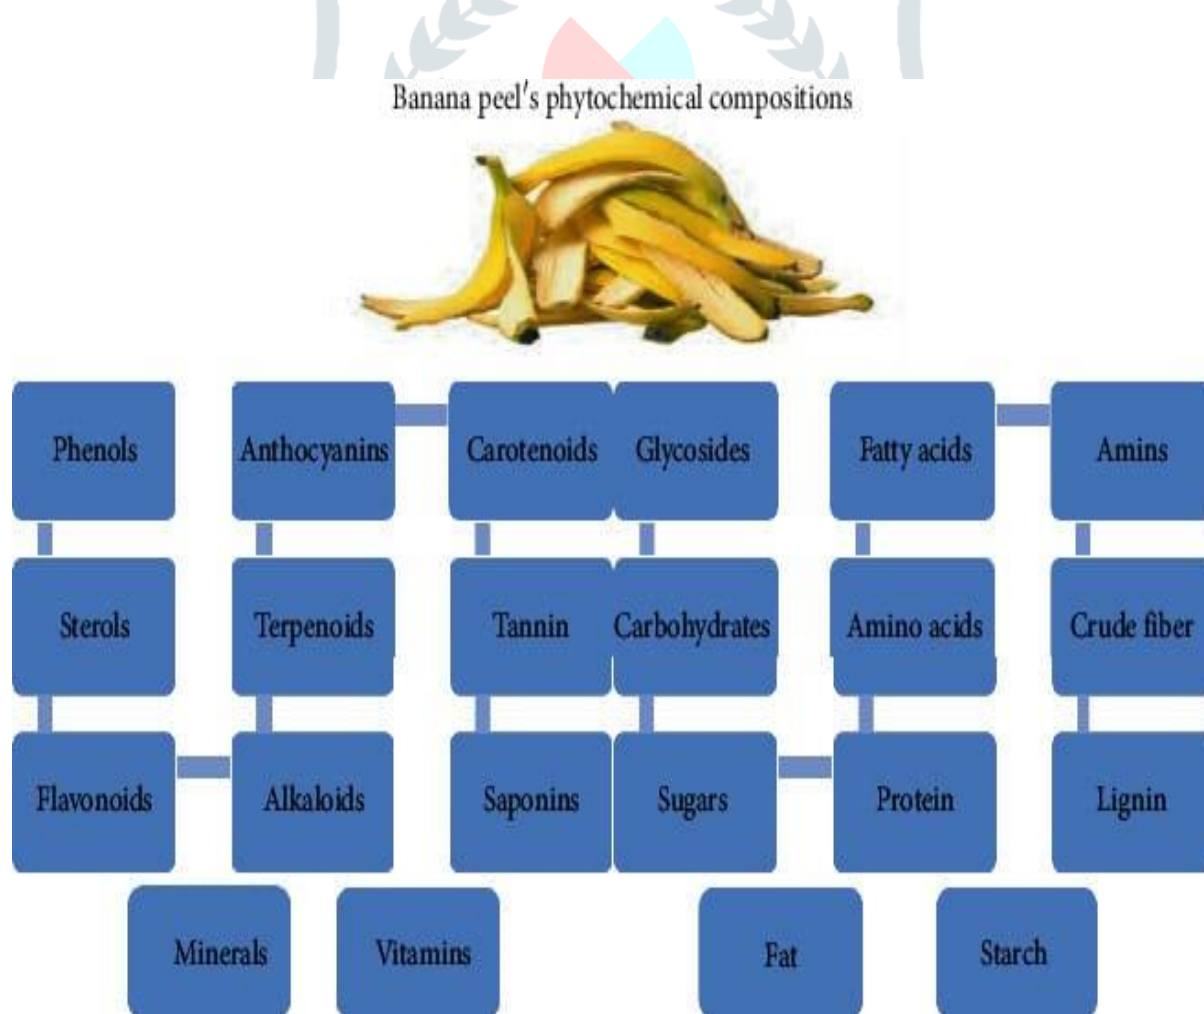 Banana peel's phytochemical compositions
Phenols Anthocyanins Carotenoids Glycosides Fatty acids Amins
Sterols Terpenoids Tannin Carbohydrates Amino acids Crude fiber
Flavonoids Alkaloids Saponins Sugars Protein Lignin
Minerals Vitamins Fat Starch